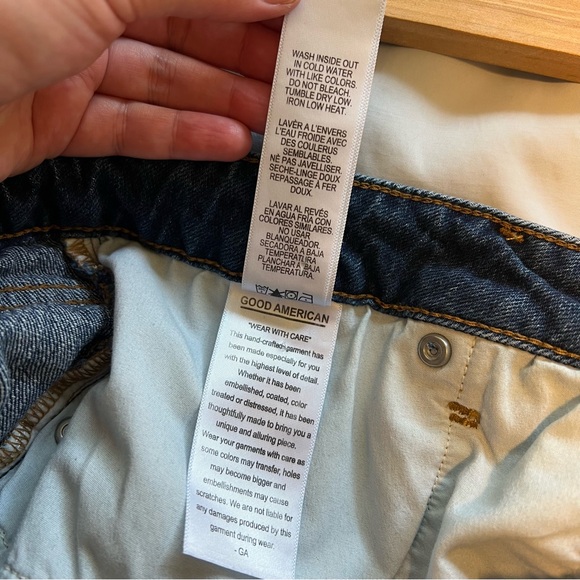 WASH INSIDE OUT
IN COLD WATER
WITH LIKE COLORS.
DO NOT BLEACH.
TUMBLE DRY LOW.
IRON LOW HEAT.
LAVÉR A L'ENVERS
L'EAU FROIDE AVEC
DES COULERUS
SEMBLABLES.
NÉ PAS JAVELLISER.
SÈCHE-LINGE DOUX
REPASSAGE À FER
DOUX.
LAVAR AL REVÉS
EN AGUA FRÍA CON
COLORES SIMILARES.
NO USAR
BLANQUEADOR.
SECADORA A BAJA
TEMPERATURA
PLANCHAR A BAJA
TEMPERATURA.
GOOD AMERICAN
"WEAR WITH CARE"
This hand-crafted garment has
been made especially for you
with the highest level of detail.
Whether it has been
embellished, coated, color
treated or distressed, it has been
thoughtfully made to bring you a
unique and alluring piece.
Wear your garments with care as
some colors may transfer, holes
may become bigger and
embellishments may cause
scratches. We are not liable for
any damages produced by this
garment during wear.
- GA